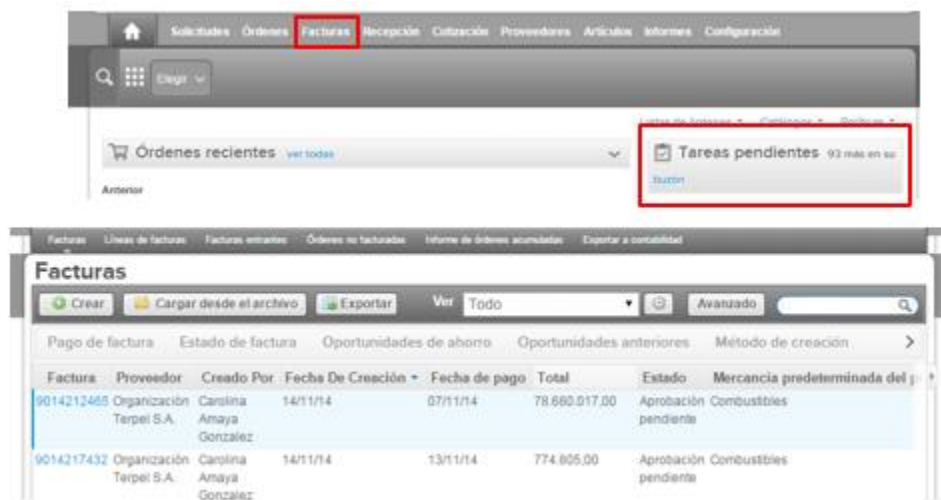 Solicitudes Órdenes Facturas Recepción Cotización Proveedores Artículos Informes Configuración
Elegir
Listas de Antenas Catálogos Políticas
Órdenes recientes ver todas
Tareas pendientes 93 más en su
buzón
Anterior
Facturas Líneas de facturas Facturas entrantes Órdenes no facturadas Informe de órdenes acumuladas Exportar a contabilidad
Facturas
Crear Cargar desde el archivo Exportar Ver Todo Avanzado
Pago de factura Estado de factura Oportunidades de ahorro Oportunidades anteriores Método de creación
Factura Proveedor Creado Por Fecha De Creación Fecha de pago Total Estado Mercancía predeterminada del
9014212465 Organización Carolina 14/11/14 07/11/14 78.660.017,00 Aprobación Combustibles
Terpel S.A. Amaya pendiente
Gonzalez
9014217432 Organización Carolina 14/11/14 13/11/14 774.805,00 Aprobación Combustibles
Terpel S.A. Amaya pendiente
Gonzalez